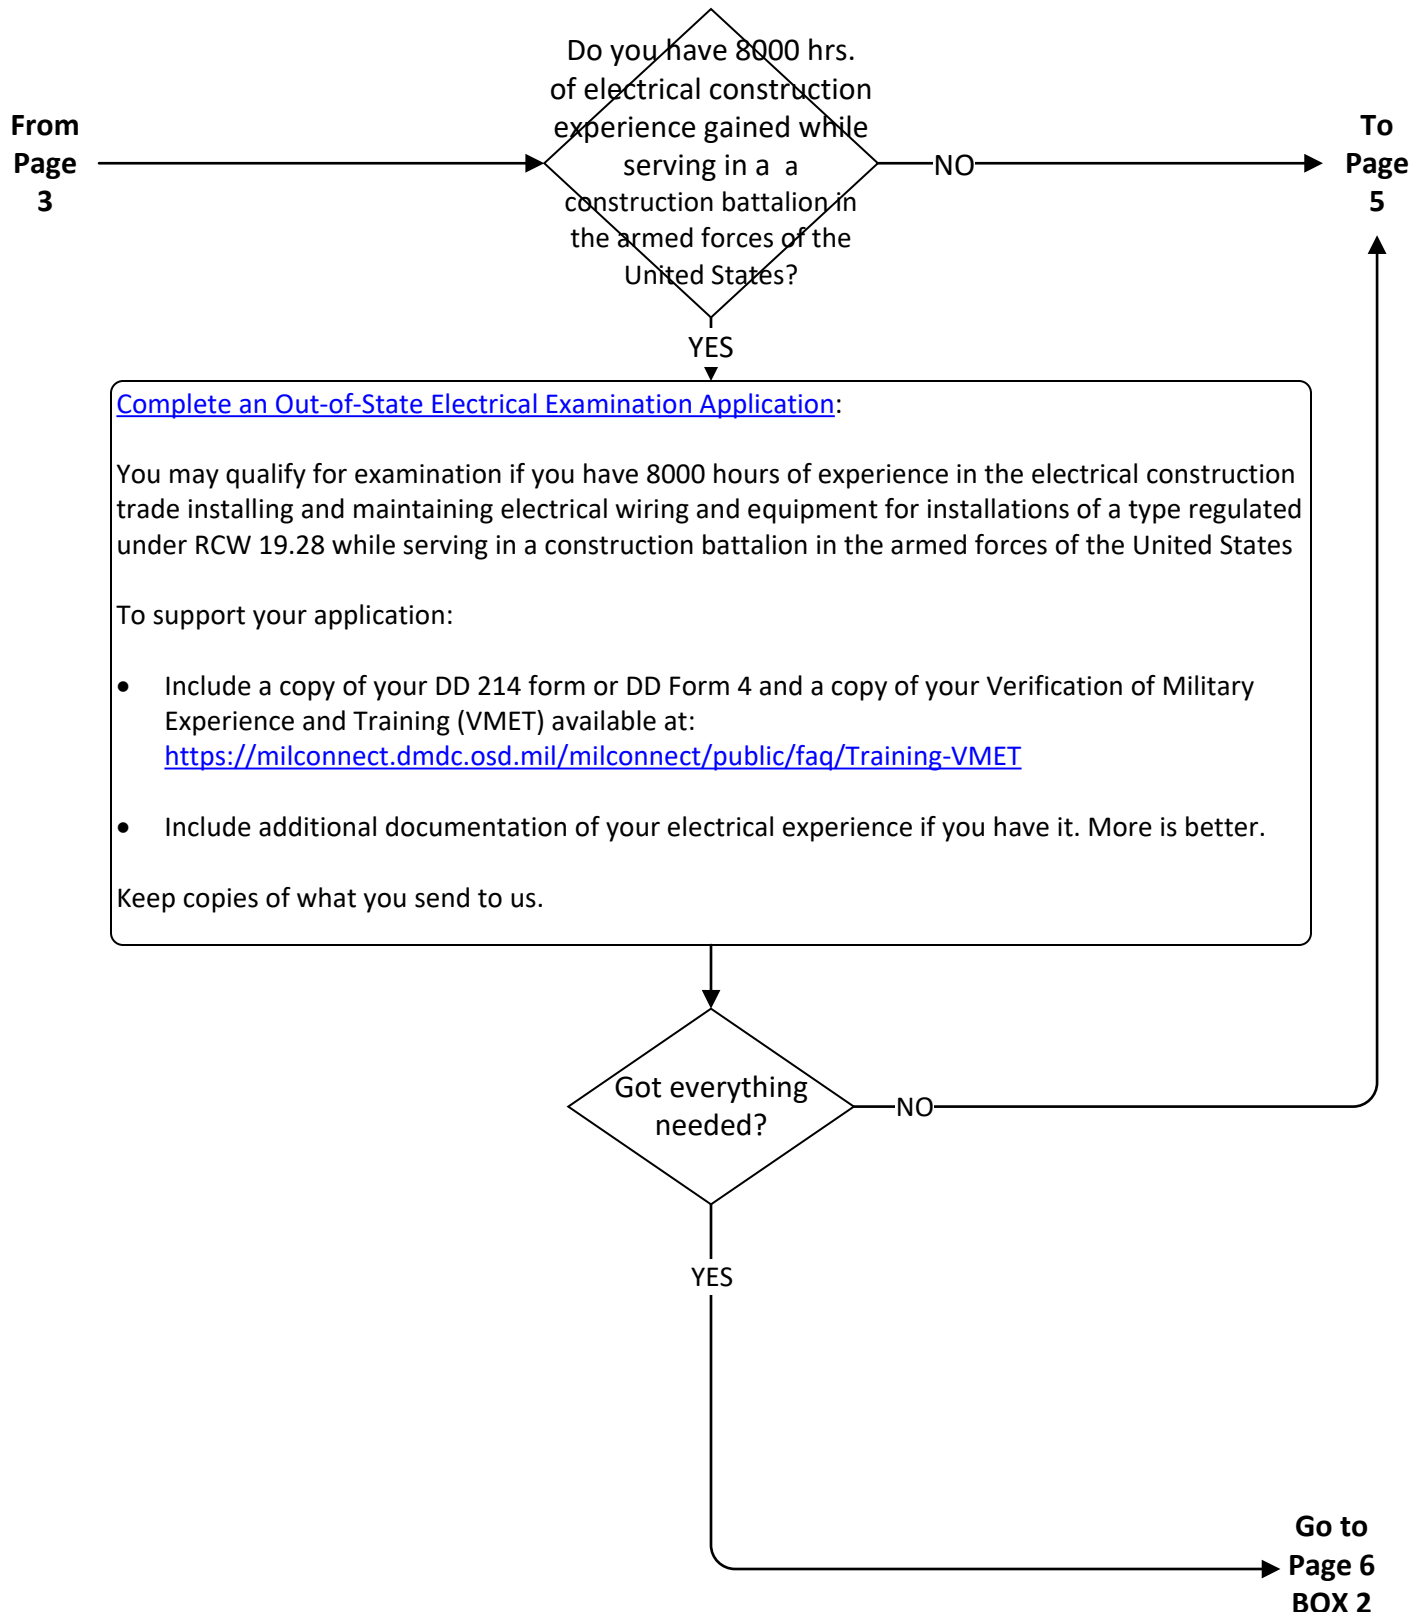 Do you have 8000 hrs.
of electrical construction
experience gained while
serving in a  a
construction battalion in
the armed forces of the
United States?
From
Page
3
NO
To
Page
5
YES
Complete an Out-of-State Electrical Examination Application:
You may qualify for examination if you have 8000 hours of experience in the electrical construction
trade installing and maintaining electrical wiring and equipment for installations of a type regulated
under RCW 19.28 while serving in a construction battalion in the armed forces of the United States
To support your application:
• Include a copy of your DD 214 form or DD Form 4 and a copy of your Verification of Military
Experience and Training (VMET) available at:
https://milconnect.dmdc.osd.mil/milconnect/public/faq/Training-VMET
• Include additional documentation of your electrical experience if you have it. More is better.
Keep copies of what you send to us.
Got everything
needed?
NO
YES
Go to
Page 6
BOX 2